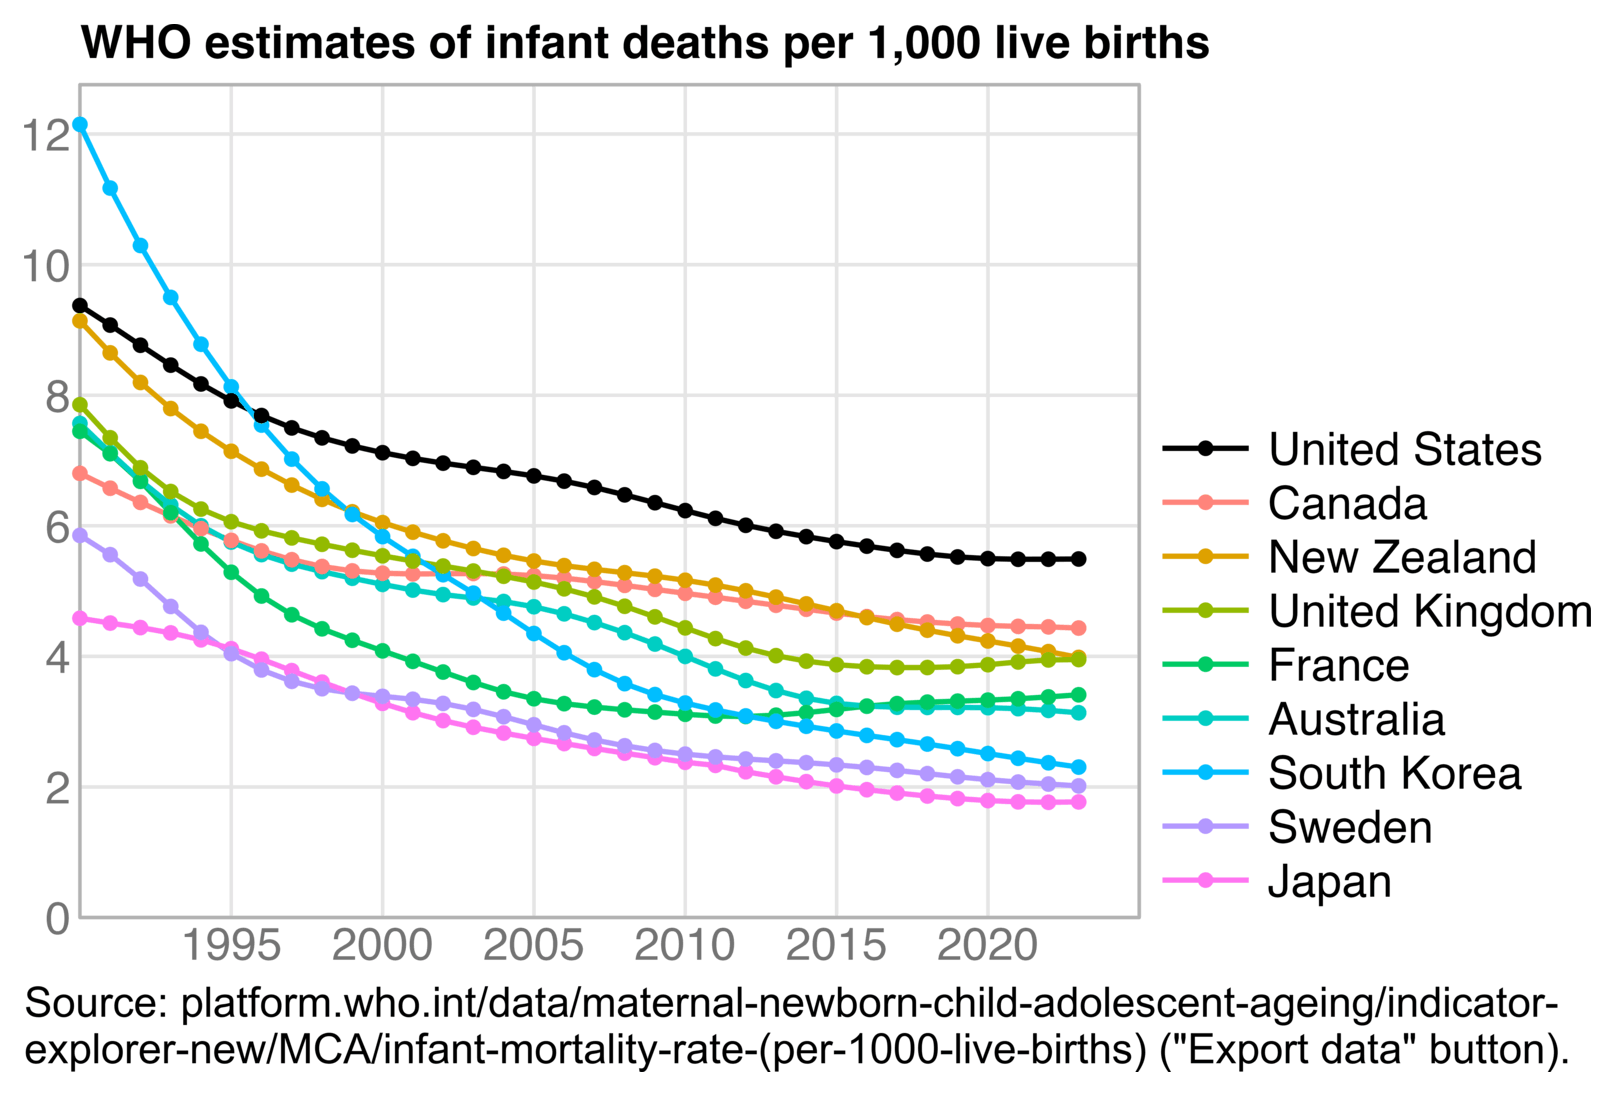 WHO estimates of infant deaths per 1,000 live births
12
10
8
6
4
2
0
1995 2000 2005 2010 2015 2020
United States
Canada
New Zealand
United Kingdom
France
Australia
South Korea
Sweden
Japan
Source: platform.who.int/data/maternal-newborn-child-adolescent-ageing/indicator-
explorer-new/MCA/infant-mortality-rate-(per-1000-live-births) ("Export data" button).